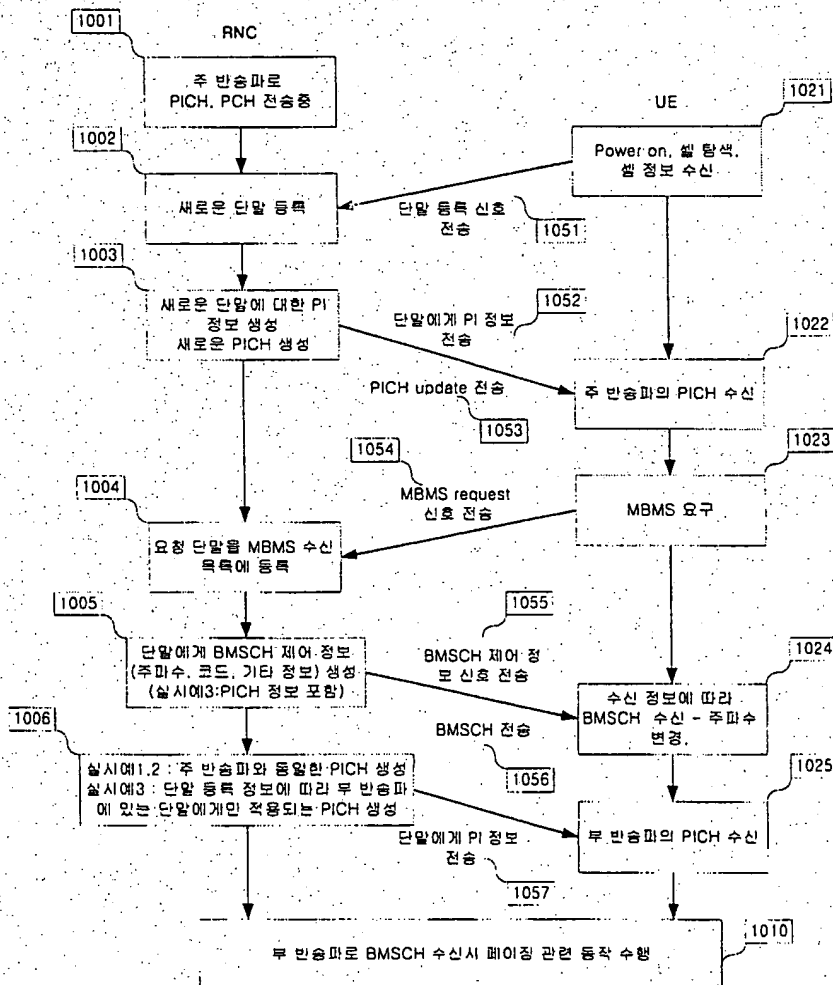 1001
RNC
주 반송파로
PICH, PCH 전송중
UE
1021
1002
Power on, 셀 탐색,
셀 정보 수신
새로운 단말 등록
단말 등록 신호
전송
1051
1003
새로운 단말에 대한 PI
정보 생성
새로운 PICH 생성
1052
단말에게 PI 정보
전송
1022
PICH update 전송
주 반송파의 PICH 수신
1053
1054
1023
1004
MBMS request
신호 전송
MBMS 요구
요청 단말을 MBMS 수신
목록에 등록
1005
1055
단말에게 BMSCH 제어 정보
(주파수, 코드, 기타 정보) 생성
(실시예3:PICH 정보 포함)
BMSCH 제어 정
보 신호 전송
1024
수신 정보에 따라
BMSCH 수신 - 주파수
변경.
1006
BMSCH 전송
1056
실시예1.2 : 주 반송파와 동일한 PICH 생성
실시예3 : 단말 등록 정보에 따라 부 반송파
에 있는 단말에게만 적용되는 PICH 생성
1025
부 반송파의 PICH 수신
단말에게 PI 정보
전송
1057
부 반송파로 BMSCH 수신시 페이징 관련 동작 수행
1010